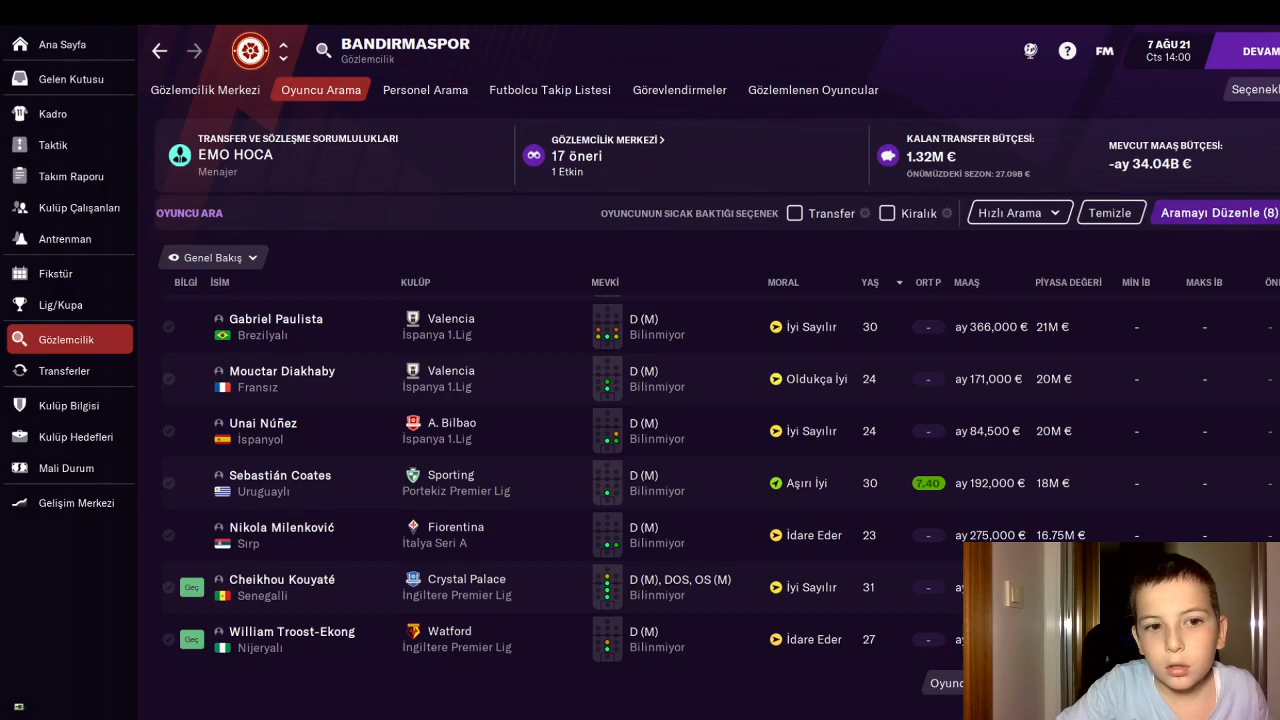 Ana Sayfa
Gelen Kutusu
Kadro
Taktik
Takım Raporu
Kulüp Çalışanları
Antrenman
Fikstür
Lig/Kupa
Gözlemcilik
Transferler
Kulüp Bilgisi
Kulüp Hedefleri
Mali Durum
Gelişim Merkezi
BANDIRMASPOR
Gözlemcilik
FM
7 AĞU 21
Cts 14:00
DEVAM
Gözlemcilik Merkezi Oyuncu Arama Personel Arama Futbolcu Takip Listesi Görevlendirmeler Gözlemlenen Oyuncular
Seçenekl
TRANSFER VE SÖZLEŞME SORUMLULUKLARI
EMO HOCA
Menajer
GÖZLEMCİLİK MERKEZİ >
17 öneri
1 Etkin
KALAN TRANSFER BÜTÇESİ:
1.32M €
ÖNÜMÜZDEKİ SEZON: 27.09B €
MEVCUT MAAŞ BÜTÇESİ:
-ay 34.04B €
OYUNCU ARA
OYUNCUNUN SICAK BAKTIĞI SEÇENEK Transfer Kiralık Hızlı Arama Temizle Aramayı Düzenle (8)
Genel Bakış
BİLGİ İSİM KULÜP MEVKİ MORAL YAŞ ORT P MAAŞ PİYASA DEĞERİ MİN İB MAKS İB
Gabriel Paulista Valencia D (M) İyi Sayılır 30 - ay 366,000 € 21M € - - -
Brezilyalı İspanya 1.Lig Bilinmiyor
Mouctar Diakhaby Valencia D (M) Oldukça İyi 24 - ay 171,000 € 20M € - - -
Fransız İspanya 1.Lig Bilinmiyor
Unai Núñez A. Bilbao D (M) İyi Sayılır 24 - ay 84,500 € 20M € - - -
İspanyol İspanya 1.Lig Bilinmiyor
Sebastián Coates Sporting D (M) Aşırı İyi 30 7.40 ay 192,000 € 18M € - - -
Uruguaylı Portekiz Premier Lig Bilinmiyor
Nikola Milenković Fiorentina D (M) İdare Eder 23 - ay 275,000 € 16.75M € - - -
Sırp İtalya Seri A Bilinmiyor
Geç Cheikhou Kouyaté Crystal Palace D (M), DOS, OS (M) İyi Sayılır 31 -
Senegalli İngiltere Premier Lig Bilinmiyor
Geç William Troost-Ekong Watford D (M) İdare Eder 27 -
Nijeryalı İngiltere Premier Lig Bilinmiyor
Oyunc